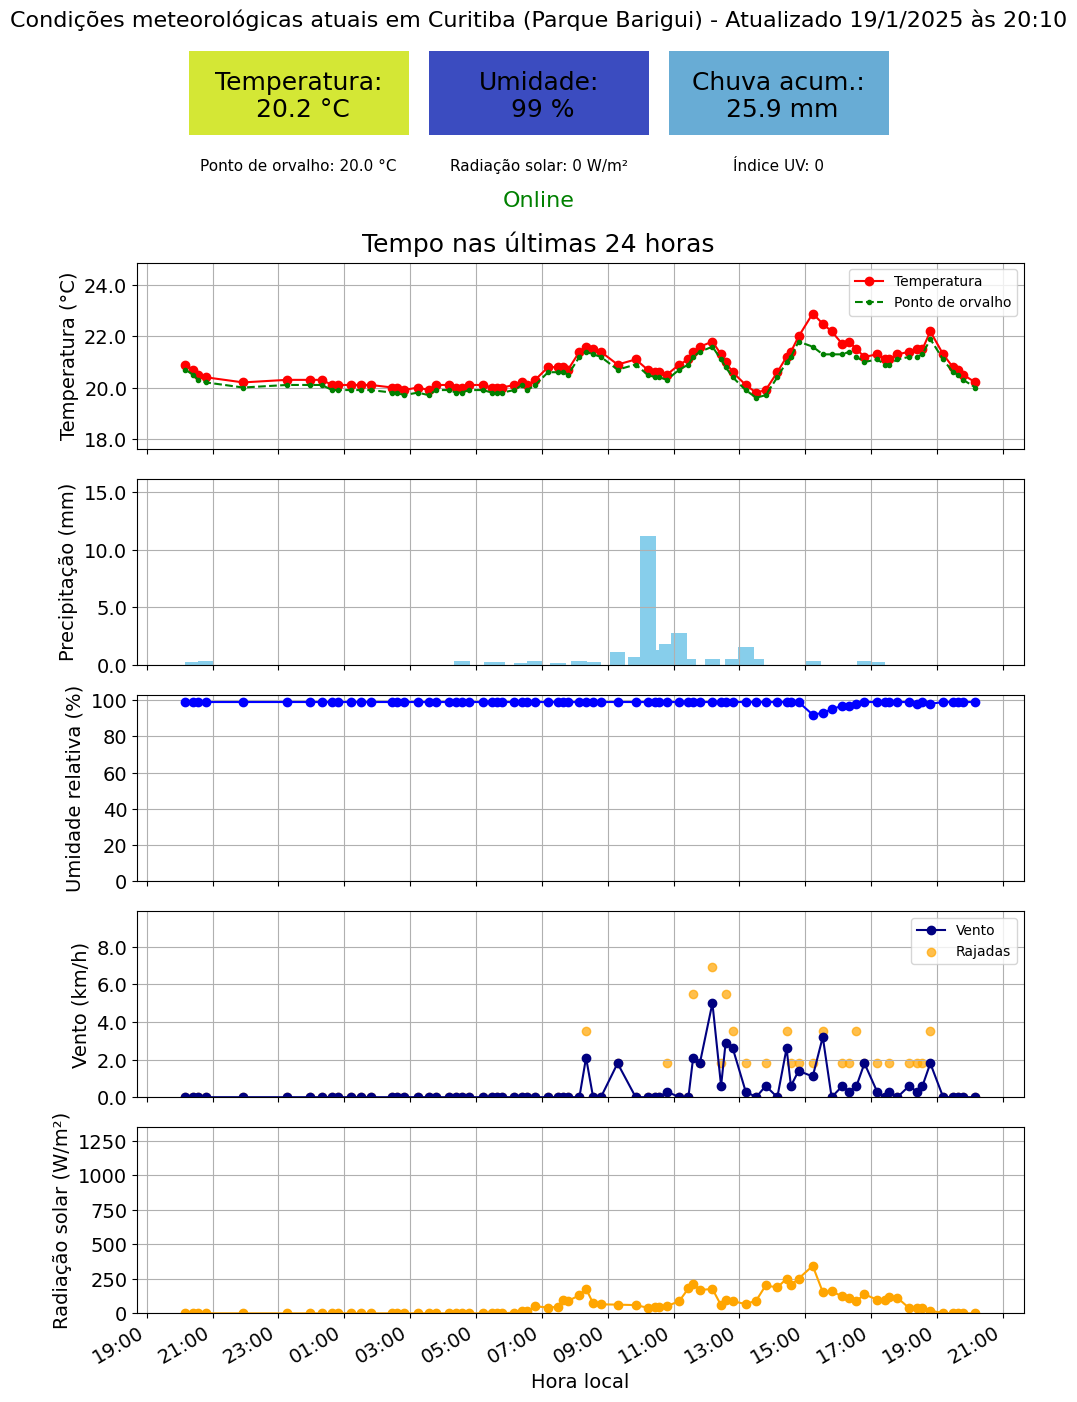 Condições meteorológicas atuais em Curitiba (Parque Barigui) - Atualizado 19/1/2025 às 20:10
Temperatura:
20.2 °C
Umidade:
99 %
Chuva acum.:
25.9 mm
Ponto de orvalho: 20.0 °C
Radiação solar: 0 W/m²
Índice UV: 0
Online
Tempo nas últimas 24 horas
Temperatura (°C)
24.0
22.0
20.0
18.0
Temperatura
Ponto de orvalho
Precipitação (mm)
15.0
10.0
5.0
0.0
Umidade relativa (%)
100
80
60
40
20
0
Vento (km/h)
8.0
6.0
4.0
2.0
0.0
Vento
Rajadas
Radiação solar (W/m²)
1250
1000
750
500
250
0
19:00
21:00
23:00
01:00
03:00
05:00
07:00
09:00
11:00
13:00
15:00
17:00
19:00
21:00
Hora local